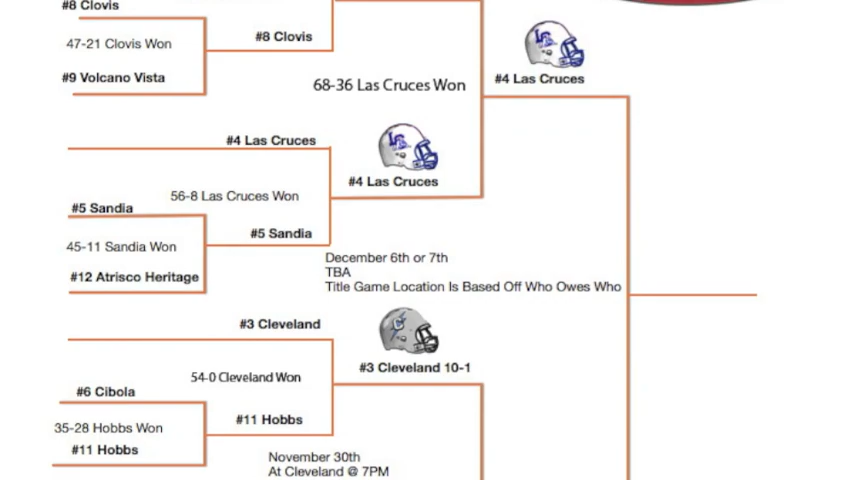 #8 Clovis
47-21 Clovis Won
#9 Volcano Vista
#8 Clovis
68-36 Las Cruces Won
#4 Las Cruces
#4 Las Cruces
56-8 Las Cruces Won
#4 Las Cruces
#5 Sandia
45-11 Sandia Won
#12 Atrisco Heritage
#5 Sandia
December 6th or 7th
TBA
Title Game Location Is Based Off Who Owes Who
#3 Cleveland
54-0 Cleveland Won
#3 Cleveland 10-1
#6 Cibola
35-28 Hobbs Won
#11 Hobbs
#11 Hobbs
November 30th
At Cleveland @ 7PM